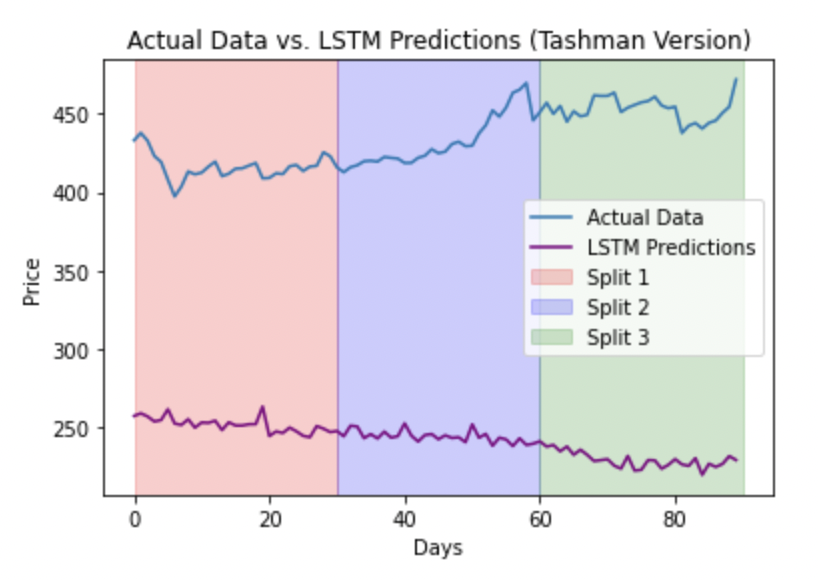 Actual Data vs. LSTM Predictions (Tashman Version)
450
400
350
300
250
Price
Actual Data
LSTM Predictions
Split 1
Split 2
Split 3
0 20 40 60 80
Days